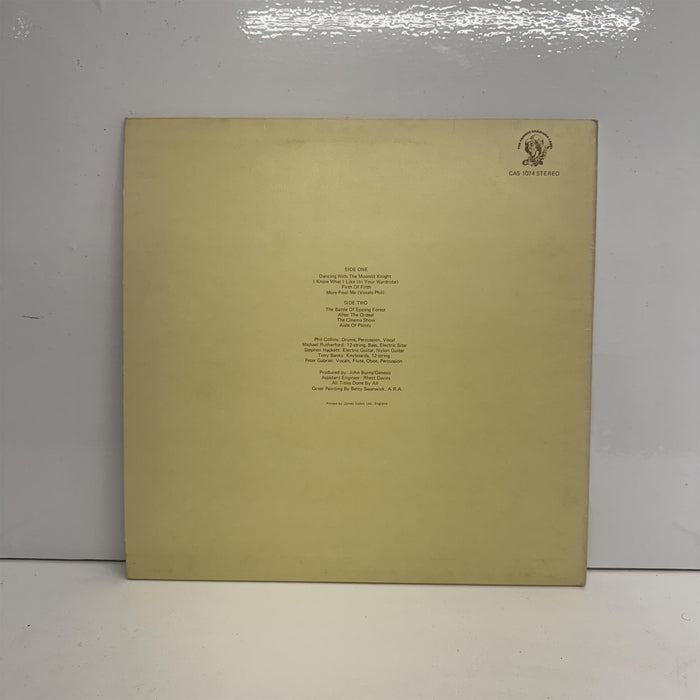 THE FAMOUS CHARISMA LABEL
CAS 1074 STEREO
SIDE ONE
Dancing With The Moonlit Knight
I Know What I Like (In Your Wardrobe)
Firth Of Fifth
More Fool Me (Vocals Phil)
SIDE TWO
The Battle Of Epping Forest
After The Ordeal
The Cinema Show
Aisle Of Plenty
Phil Collins: Drums, Percussion, Vocal
Michael Rutherford: 12-string, Bass, Electric Sitar
Stephen Hackett: Electric Guitar, Nylon Guitar
Tony Banks: Keyboards, 12-string
Peter Gabriel: Vocals, Flute, Oboe, Percussion
Produced by: John Burns/Genesis
Assistant Engineer: Rhett Davies
All Titles Done By All
Cover Painting By Betty Swanwick, A.R.A.
Printed by James Upton Ltd., England